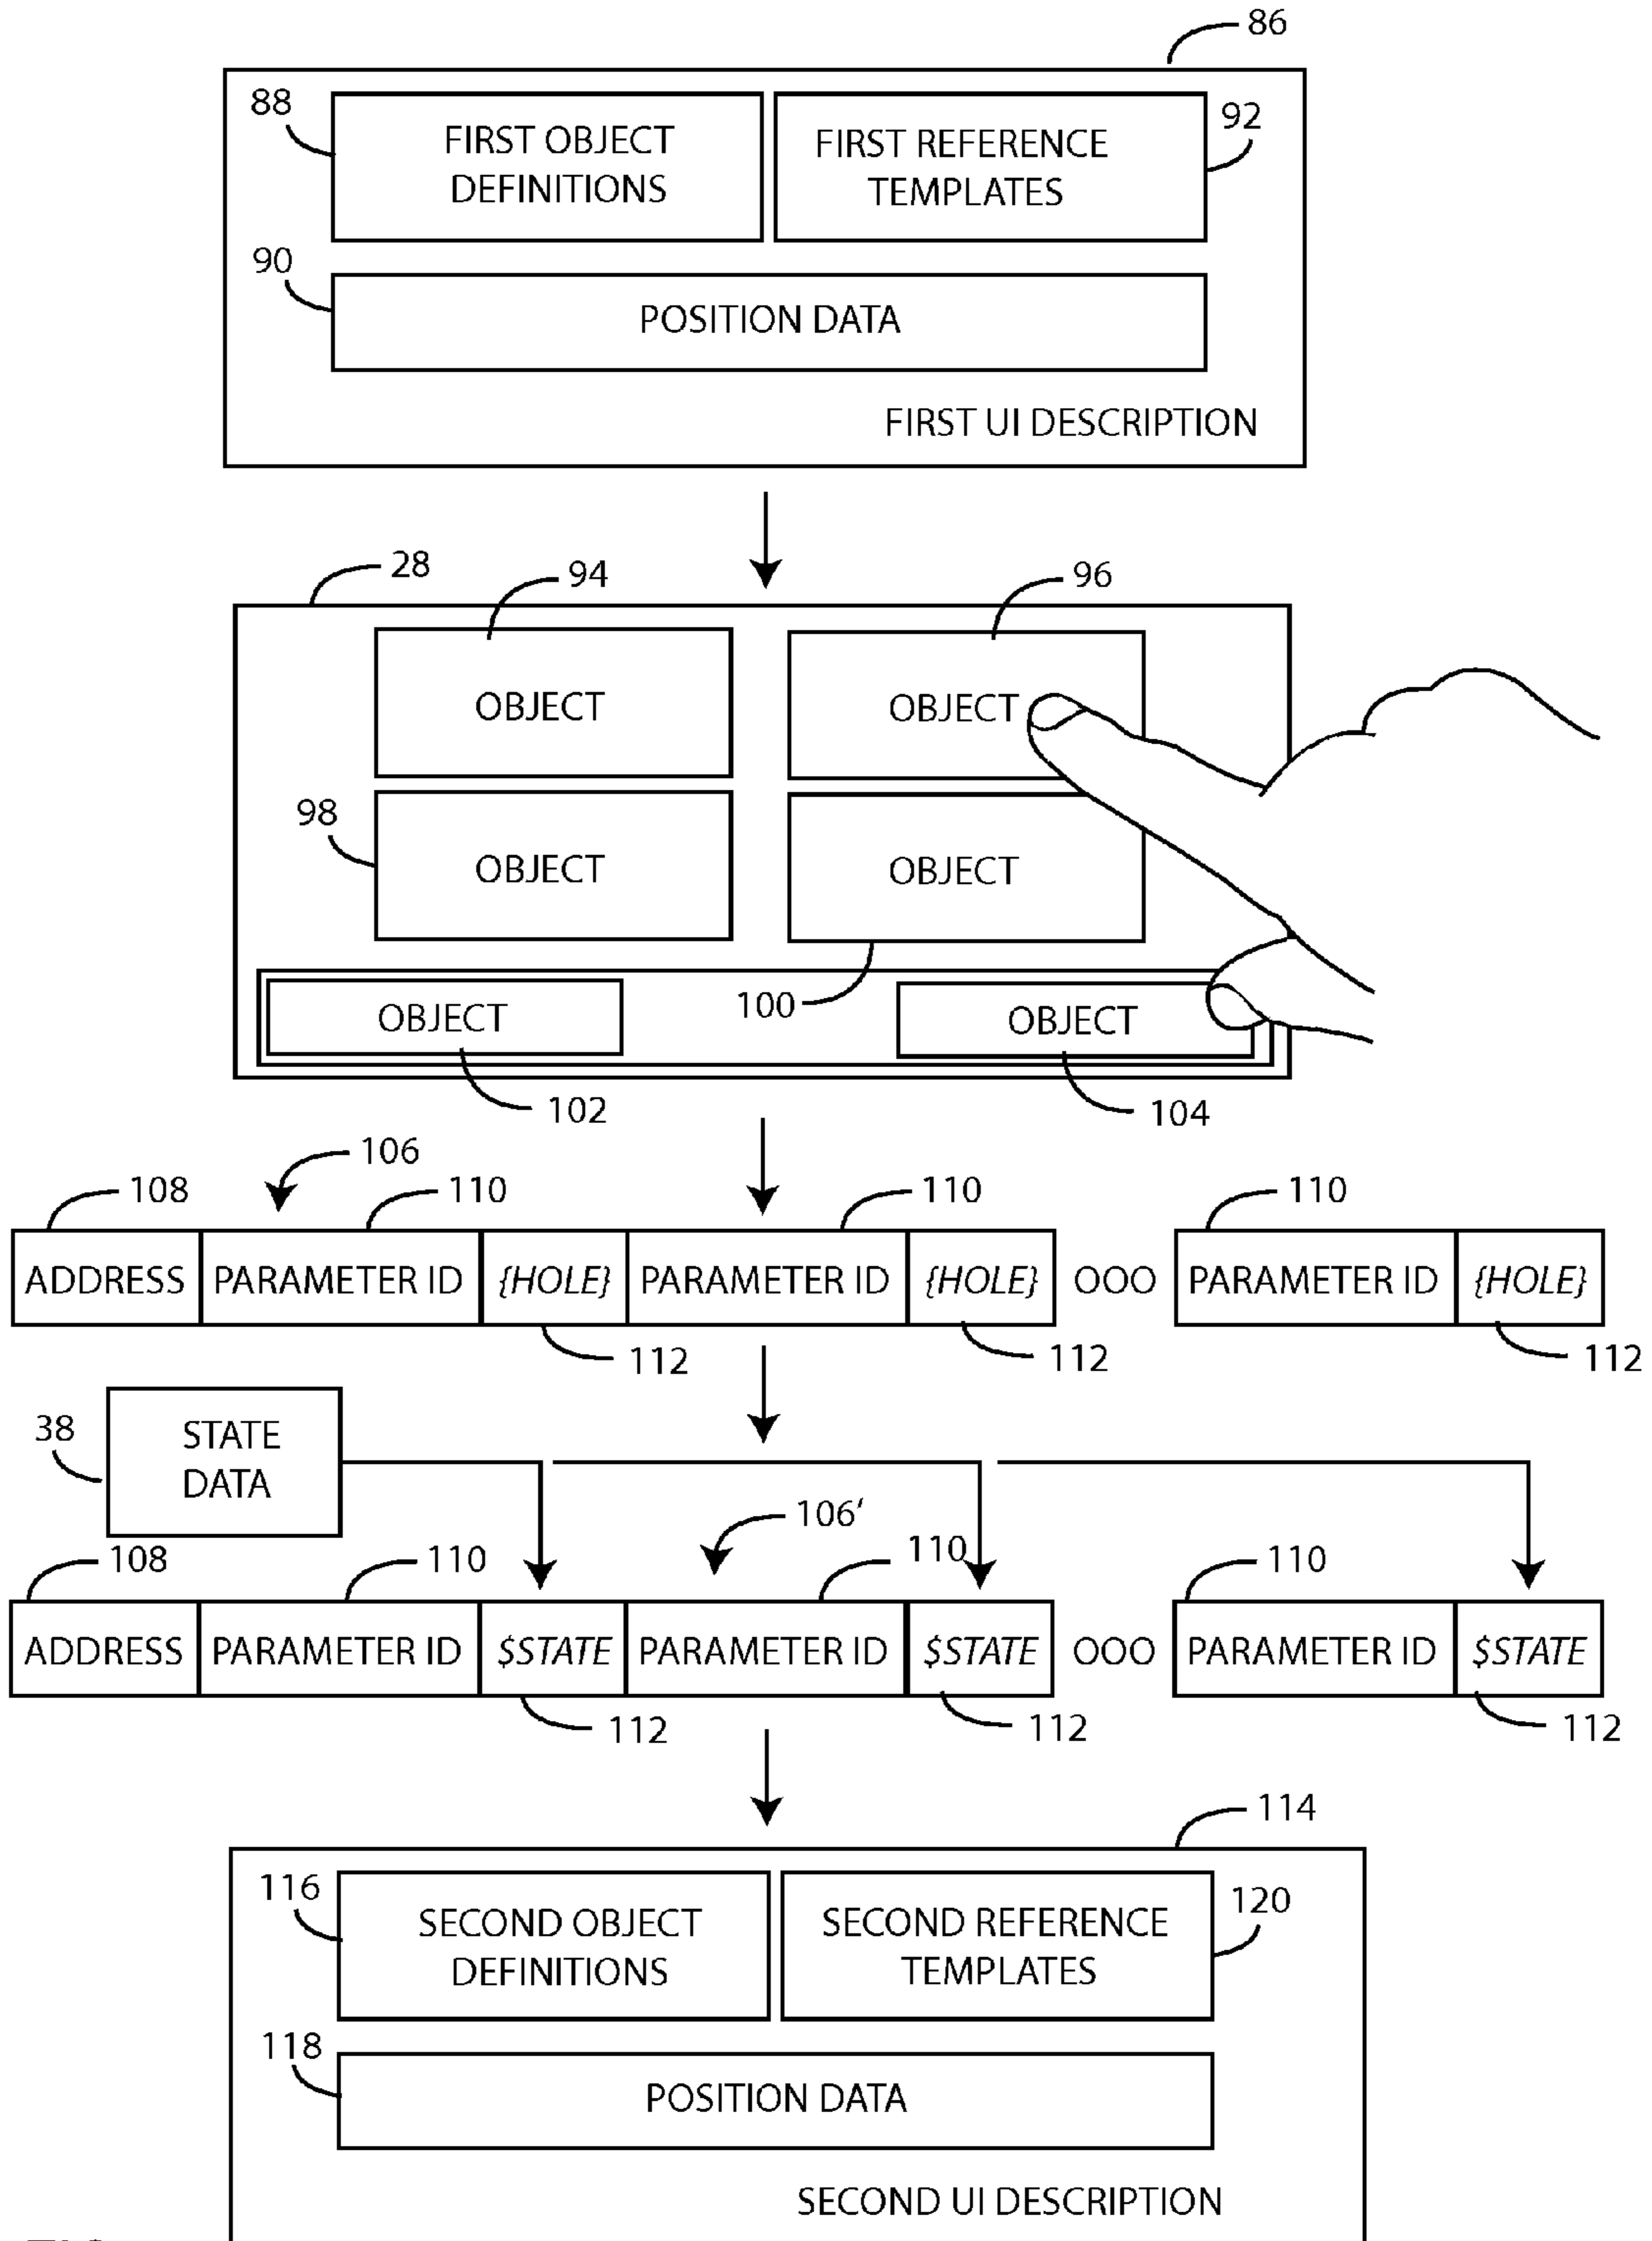 86
88
FIRST OBJECT
DEFINITIONS
FIRST REFERENCE
TEMPLATES
92
90
POSITION DATA
FIRST UI DESCRIPTION
28
94
96
OBJECT
OBJECT
98
OBJECT
OBJECT
100
OBJECT
OBJECT
102
104
106
108
110
110
110
ADDRESS PARAMETER ID {HOLE} PARAMETER ID {HOLE} OOO PARAMETER ID {HOLE}
112
112
112
38
STATE
DATA
106'
108
110
110
110
ADDRESS PARAMETER ID $STATE PARAMETER ID $STATE OOO PARAMETER ID $STATE
112
112
112
114
116
SECOND OBJECT
DEFINITIONS
SECOND REFERENCE
TEMPLATES
120
118
POSITION DATA
SECOND UI DESCRIPTION